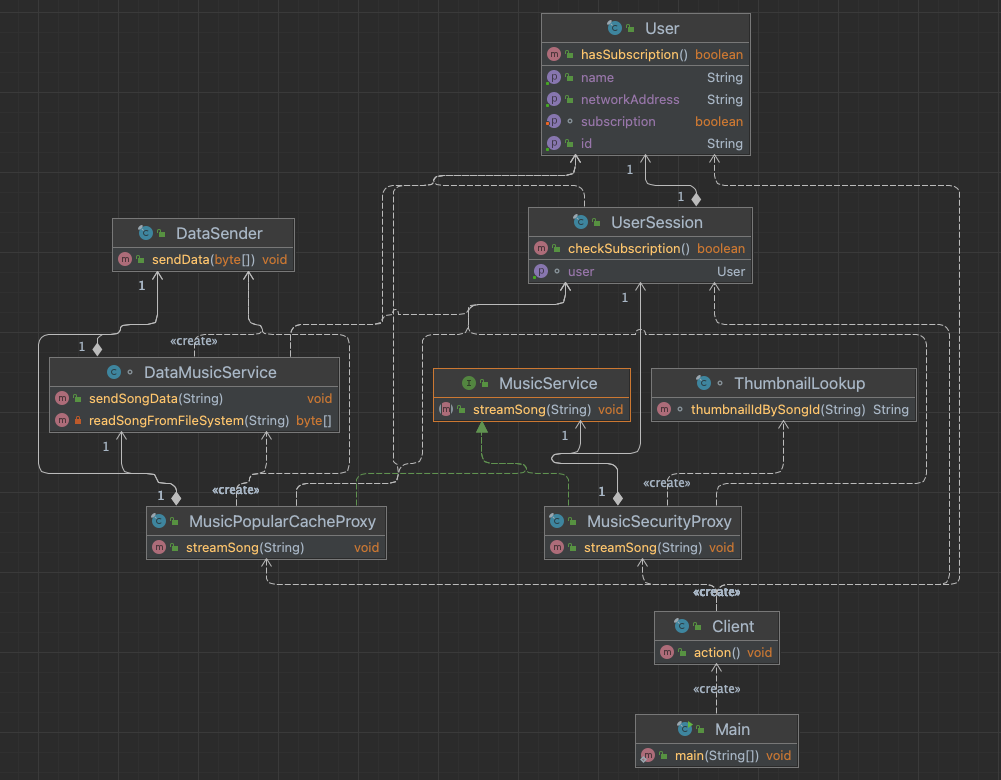 User
hasSubscription() boolean
name String
networkAddress String
subscription boolean
id String
1
1
UserSession
checkSubscription() boolean
user User
DataSender
sendData(byte[]) void
1
1
1
«create»
DataMusicService
sendSongData(String) void
readSongFromFileSystem(String) byte[]
MusicService
streamSong(String) void
ThumbnailLookup
thumbnailIdBySongId(String) String
1
1
1
1
«create»
«create»
MusicPopularCacheProxy
streamSong(String) void
MusicSecurityProxy
streamSong(String) void
«create»
Client
action() void
«create»
Main
main(String[]) void